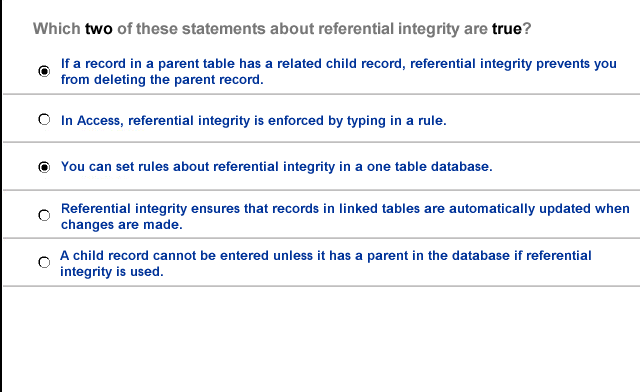 Which two of these statements about referential integrity are true?
If a record in a parent table has a related child record, referential integrity prevents you
from deleting the parent record.
In Access, referential integrity is enforced by typing in a rule.
You can set rules about referential integrity in a one table database.
Referential integrity ensures that records in linked tables are automatically updated when
changes are made.
A child record cannot be entered unless it has a parent in the database if referential
integrity is used.